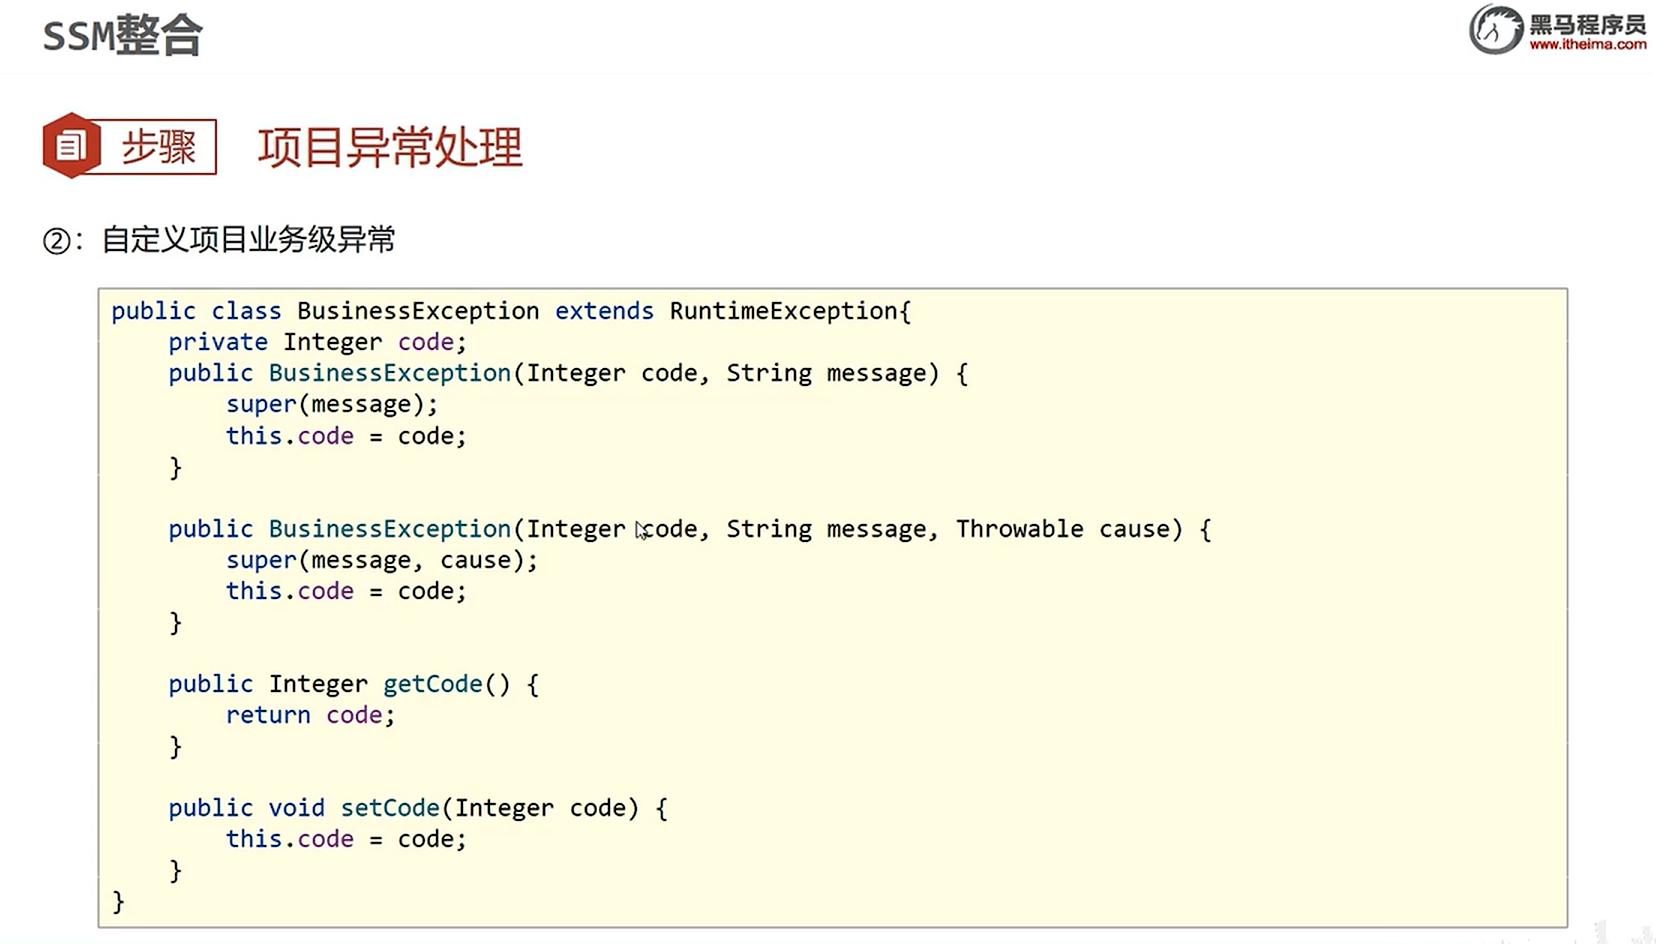 SSM整合
黑马程序员
www.itheima.com
步骤
项目异常处理
②：自定义项目业务级异常
public class BusinessException extends RuntimeException{
    private Integer code;
    public BusinessException(Integer code, String message) {
        super(message);
        this.code = code;
    }

    public BusinessException(Integer code, String message, Throwable cause) {
        super(message, cause);
        this.code = code;
    }

    public Integer getCode() {
        return code;
    }

    public void setCode(Integer code) {
        this.code = code;
    }
}